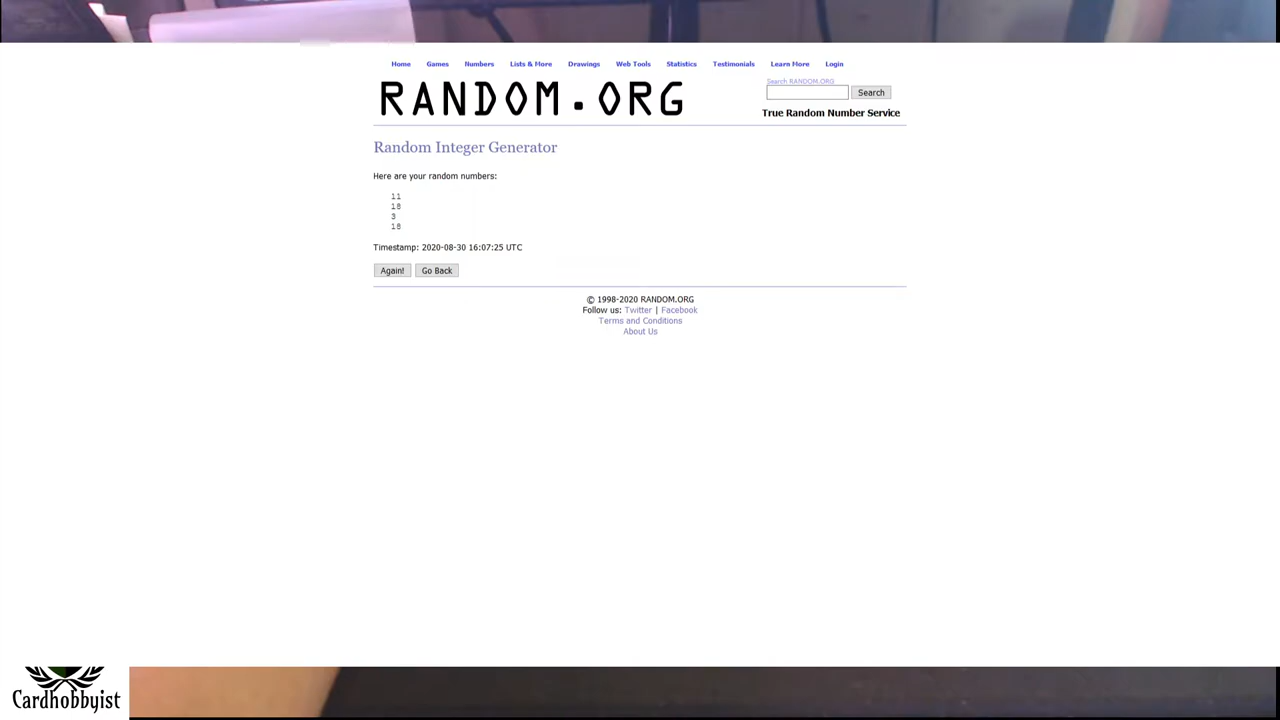 Home Games Numbers Lists & More Drawings Web Tools Statistics Testimonials Learn More Login
Search RANDOM.ORG
RANDOM.ORG
Search
True Random Number Service
Random Integer Generator
Here are your random numbers:
11
18
3
18
Timestamp: 2020-08-30 16:07:25 UTC
Again! Go Back
© 1998-2020 RANDOM.ORG
Follow us: Twitter | Facebook
Terms and Conditions
About Us
Cardhobbyist